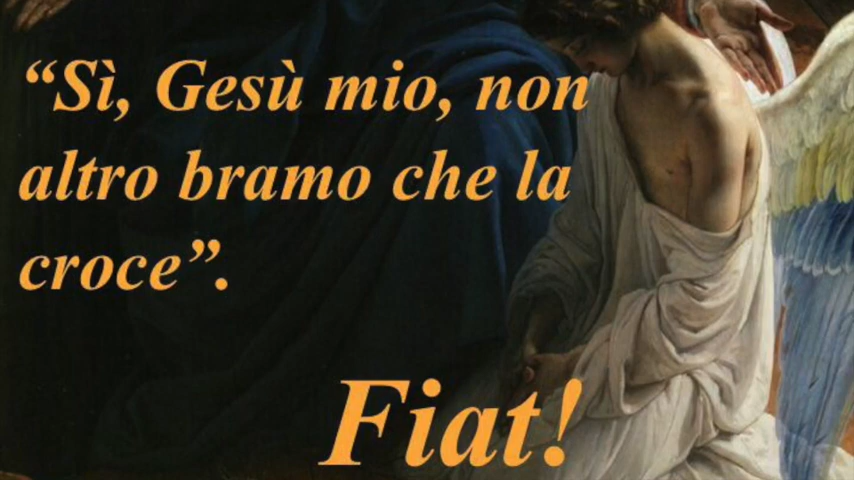 “Sì, Gesù mio, non
altro bramo che la
croce”.
Fiat!